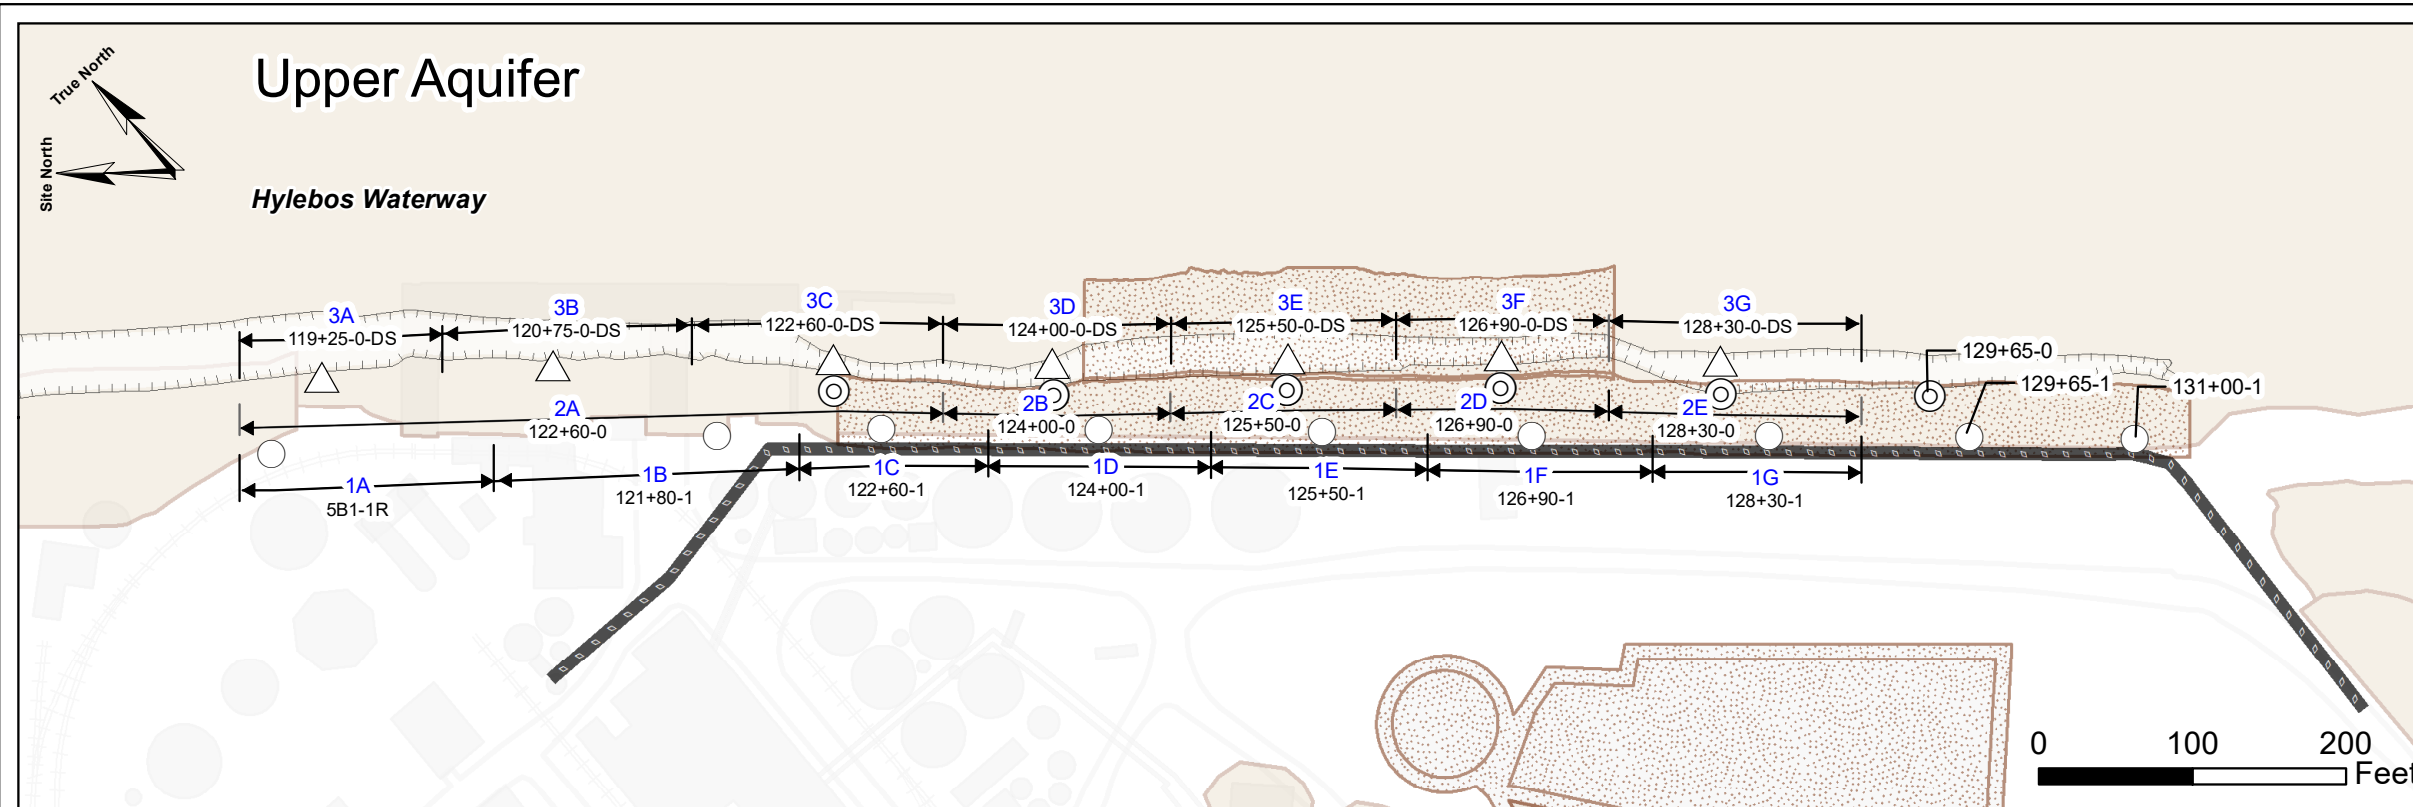 True North
Site North
Upper Aquifer
Hylebos Waterway
3A
119+25-0-DS
3B
120+75-0-DS
3C
122+60-0-DS
3D
124+00-0-DS
3E
125+50-0-DS
3F
126+90-0-DS
3G
128+30-0-DS
129+65-0
129+65-1
131+00-1
2A
122+60-0
2B
124+00-0
2C
125+50-0
2D
126+90-0
2E
128+30-0
1A
5B1-1R
1B
121+80-1
1C
122+60-1
1D
124+00-1
1E
125+50-1
1F
126+90-1
1G
128+30-1
0 100 200
Feet